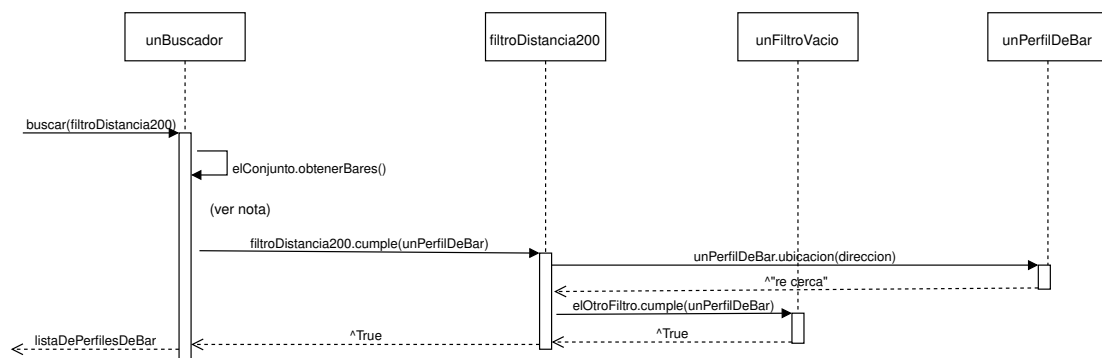 unBuscador
filtroDistancia200
unFiltroVacio
unPerfilDeBar
buscar(filtroDistancia200)
elConjunto.obtenerBares()
(ver nota)
filtroDistancia200.cumple(unPerfilDeBar)
unPerfilDeBar.ubicacion(direccion)
^"re cerca"
elOtroFiltro.cumple(unPerfilDeBar)
^True
^True
listaDePerfilesDeBar